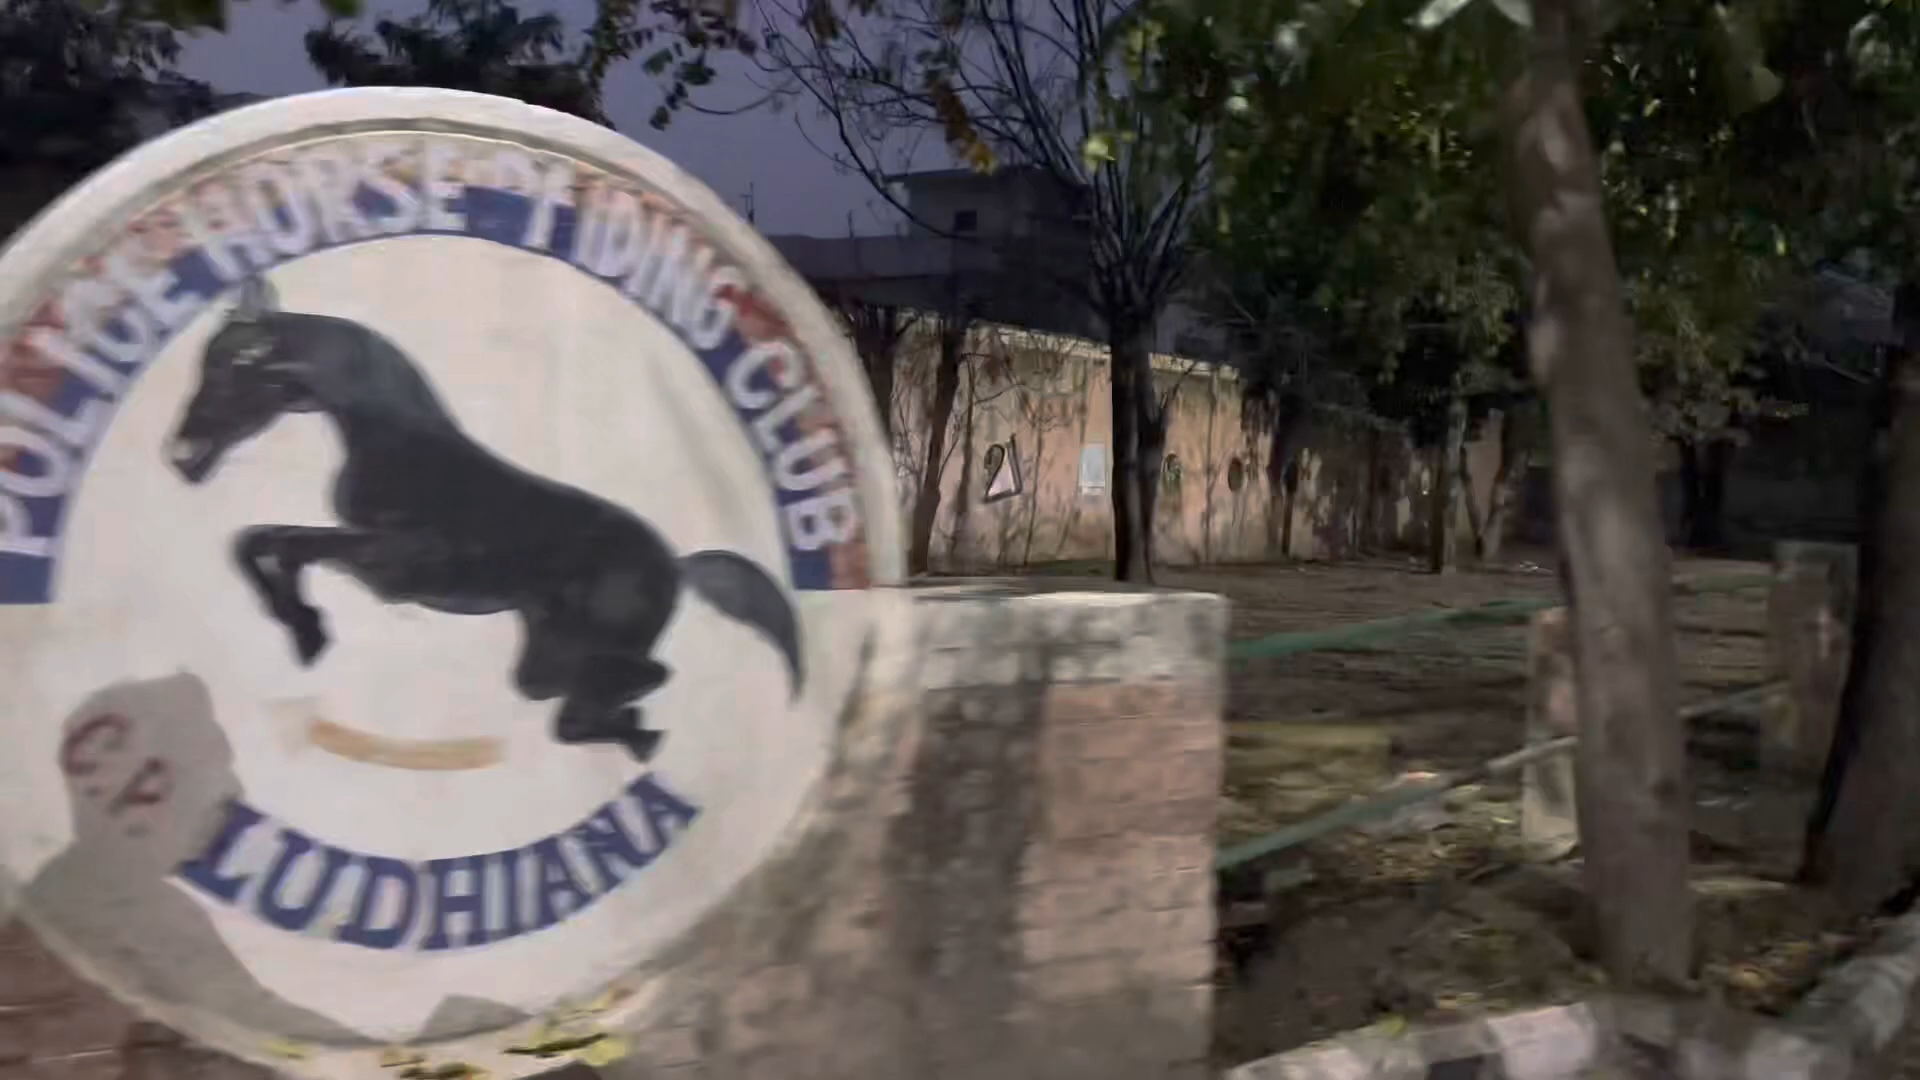 POLICE HORSE RIDING CLUB
LUDHIANA
21